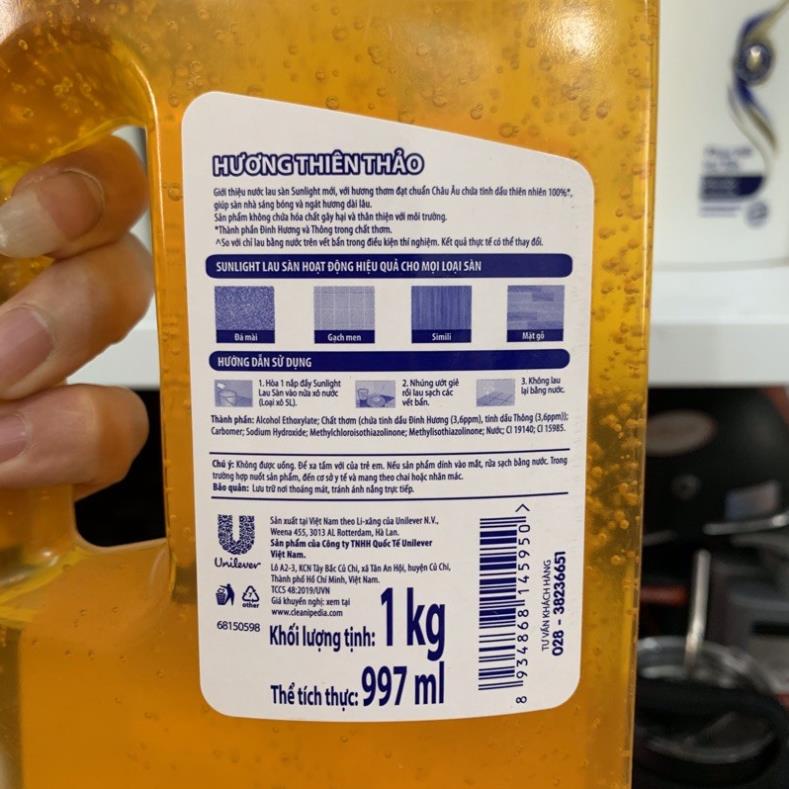 HƯƠNG THIÊN THẢO
Giới thiệu nước lau sàn Sunlight mới, với hương thơm đạt chuẩn Châu Âu chứa tinh dầu thiên nhiên 100%*,
giúp sàn nhà sáng bóng và ngát hương dài lâu.
Sản phẩm không chứa hóa chất gây hại và thân thiện với môi trường.
*Thành phần Đinh Hương và Thông trong chất thơm.
^So với chỉ lau bằng nước trên vết bẩn trong điều kiện thí nghiệm. Kết quả thực tế có thể thay đổi.
SUNLIGHT LAU SÀN HOẠT ĐỘNG HIỆU QUẢ CHO MỌI LOẠI SÀN
Đá mài
Gạch men
Simili
Mặt gỗ
HƯỚNG DẪN SỬ DỤNG
1. Hòa 1 nắp đầy Sunlight
Lau Sàn vào nửa xô nước
(Loại xô 5L).
2. Nhúng ướt giẻ
rồi lau sạch các
vết bẩn.
3. Không lau
lại bằng nước.
Thành phần: Alcohol Ethoxylate; Chất thơm (chứa tinh dầu Đinh Hương (3,6ppm), tinh dầu Thông (3,6ppm));
Carbomer; Sodium Hydroxide; Methylchloroisothiazolinone; Methylisothiazolinone; Nước; CI 19140; CI 15985.
Chú ý: Không được uống. Để xa tầm với của trẻ em. Nếu sản phẩm dính vào mắt, rửa sạch bằng nước. Trong
trường hợp nuốt sản phẩm, đến cơ sở y tế và mang theo chai hoặc nhãn mác.
Bảo quản: Lưu trữ nơi thoáng mát, tránh ánh nắng trực tiếp.
Unilever
other
68150598
Sản xuất tại Việt Nam theo Li-xăng của Unilever N.V.,
Weena 455, 3013 AL Rotterdam, Hà Lan.
Sản phẩm của Công ty TNHH Quốc Tế Unilever
Việt Nam.
Lô A2-3, KCN Tây Bắc Củ Chi, xã Tân An Hội, huyện Củ Chi,
Thành phố Hồ Chí Minh, Việt Nam.
TCCS 48:2019/UVN
Giá khuyến nghị: xem tại
www.cleanipedia.com
Khối lượng tịnh: 1 kg
Thể tích thực: 997 ml
8 934868 145950 >
TƯ VẤN KHÁCH HÀNG
028 - 38236651